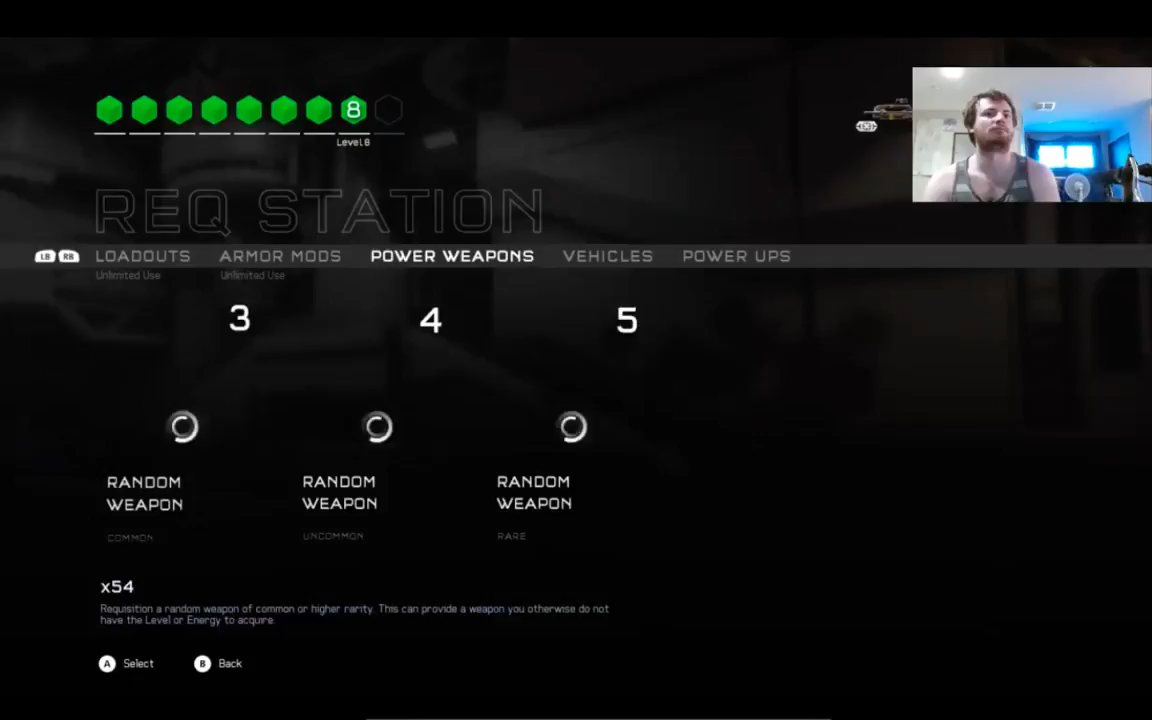 8
Level 8
REQ STATION
LB RB LOADOUTS ARMOR MODS POWER WEAPONS VEHICLES POWER UPS
Unlimited Use Unlimited Use
3 4 5
RANDOM RANDOM RANDOM
WEAPON WEAPON WEAPON
COMMON UNCOMMON RARE
x54
Requisition a random weapon of common or higher rarity. This can provide a weapon you otherwise do not
have the Level or Energy to acquire.
A Select B Back